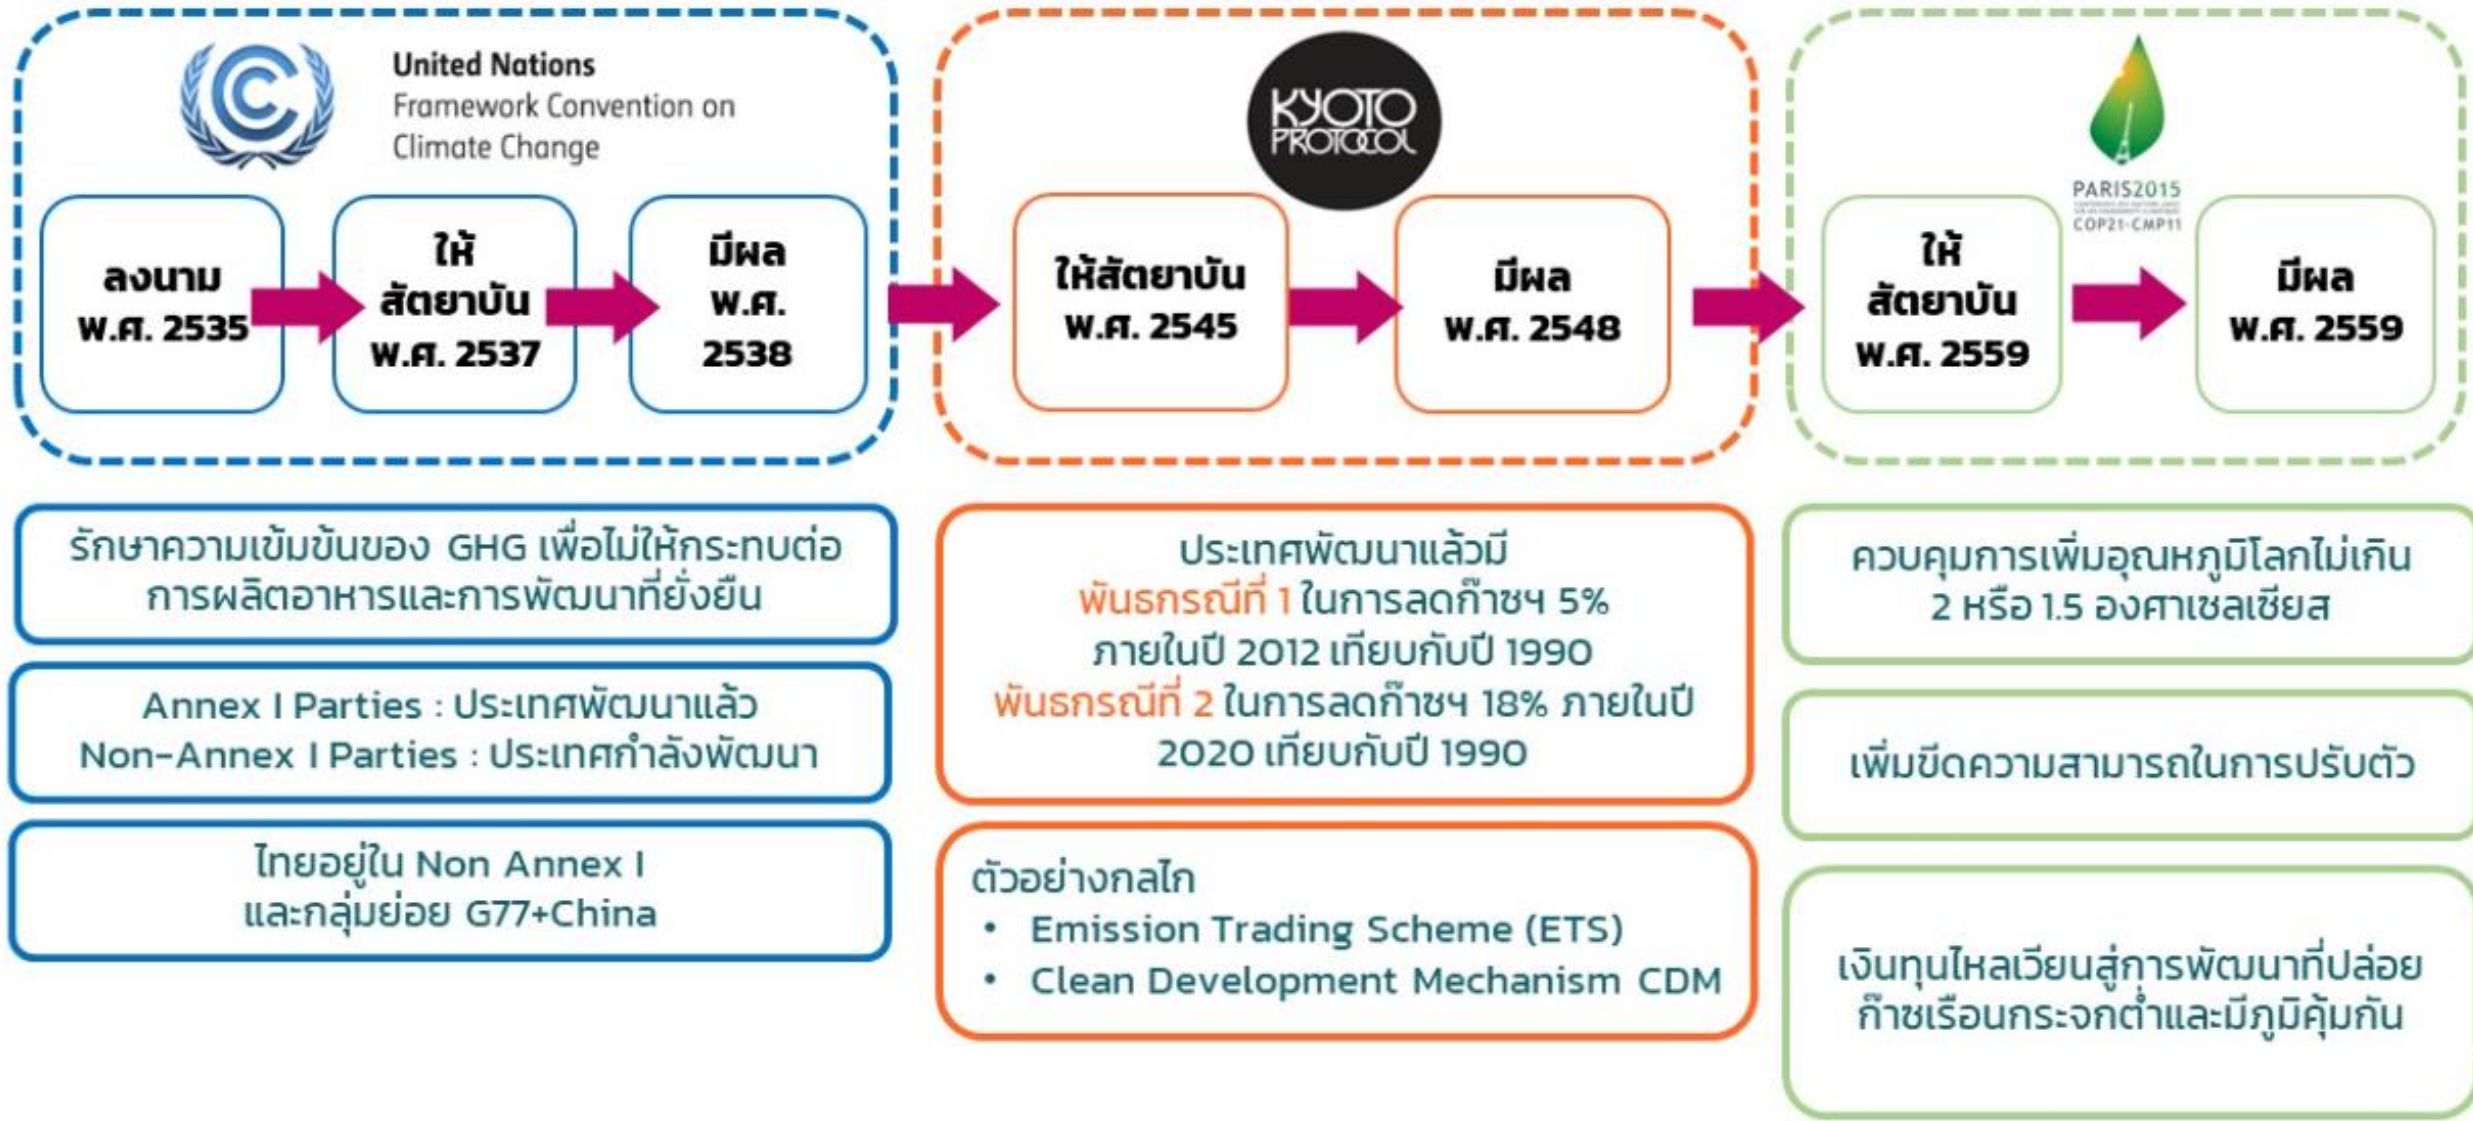 United Nations
Framework Convention on
Climate Change
ลงนาม
พ.ศ. 2535
ให้
สัตยาบัน
พ.ศ. 2537
มีผล
พ.ศ.
2538
รักษาความเข้มข้นของ GHG เพื่อไม่ให้กระทบต่อ
การผลิตอาหารและการพัฒนาที่ยั่งยืน
Annex I Parties : ประเทศพัฒนาแล้ว
Non-Annex I Parties : ประเทศกำลังพัฒนา
ไทยอยู่ใน Non Annex I
และกลุ่มย่อย G77+China
KYOTO
PROTOCOL
ให้สัตยาบัน
พ.ศ. 2545
มีผล
พ.ศ. 2548
ประเทศพัฒนาแล้วมี
พันธกรณีที่ 1 ในการลดก๊าซฯ 5%
ภายในปี 2012 เทียบกับปี 1990
พันธกรณีที่ 2 ในการลดก๊าซฯ 18% ภายในปี
2020 เทียบกับปี 1990
ตัวอย่างกลไก
• Emission Trading Scheme (ETS)
• Clean Development Mechanism CDM
PARIS2015
COP21-CMP11
ให้
สัตยาบัน
พ.ศ. 2559
มีผล
พ.ศ. 2559
ควบคุมการเพิ่มอุณหภูมิโลกไม่เกิน
2 หรือ 1.5 องศาเซลเซียส
เพิ่มขีดความสามารถในการปรับตัว
เงินทุนไหลเวียนสู่การพัฒนาที่ปล่อย
ก๊าซเรือนกระจกต่ำและมีภูมิคุ้มกัน